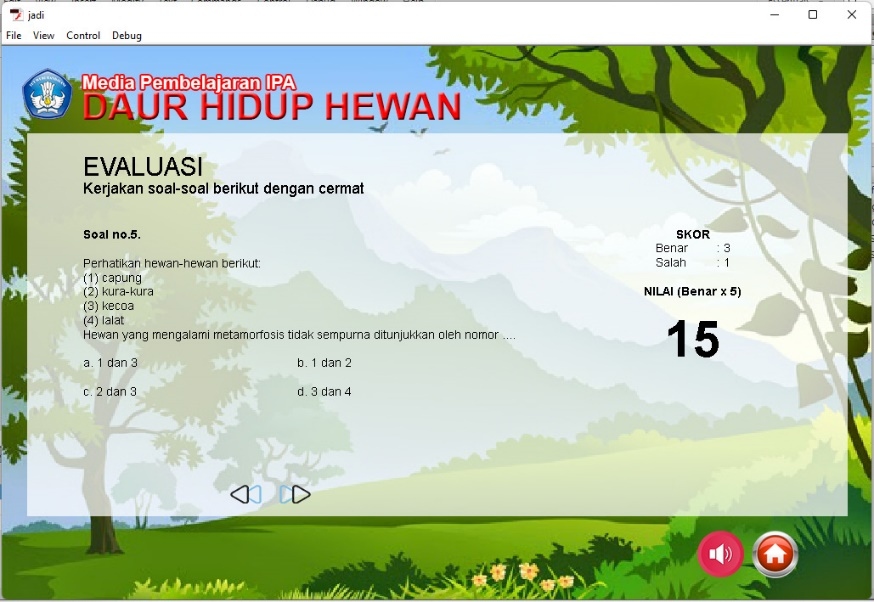 jadi
File View Control Debug
Media Pembelajaran IPA
DAUR HIDUP HEWAN
EVALUASI
Kerjakan soal-soal berikut dengan cermat
Soal no.5.
Perhatikan hewan-hewan berikut:
(1) capung
(2) kura-kura
(3) kecoa
(4) lalat
Hewan yang mengalami metamorfosis tidak sempurna ditunjukkan oleh nomor ....
a. 1 dan 3 b. 1 dan 2
c. 2 dan 3 d. 3 dan 4
SKOR
Benar : 3
Salah : 1
NILAI (Benar x 5)
15